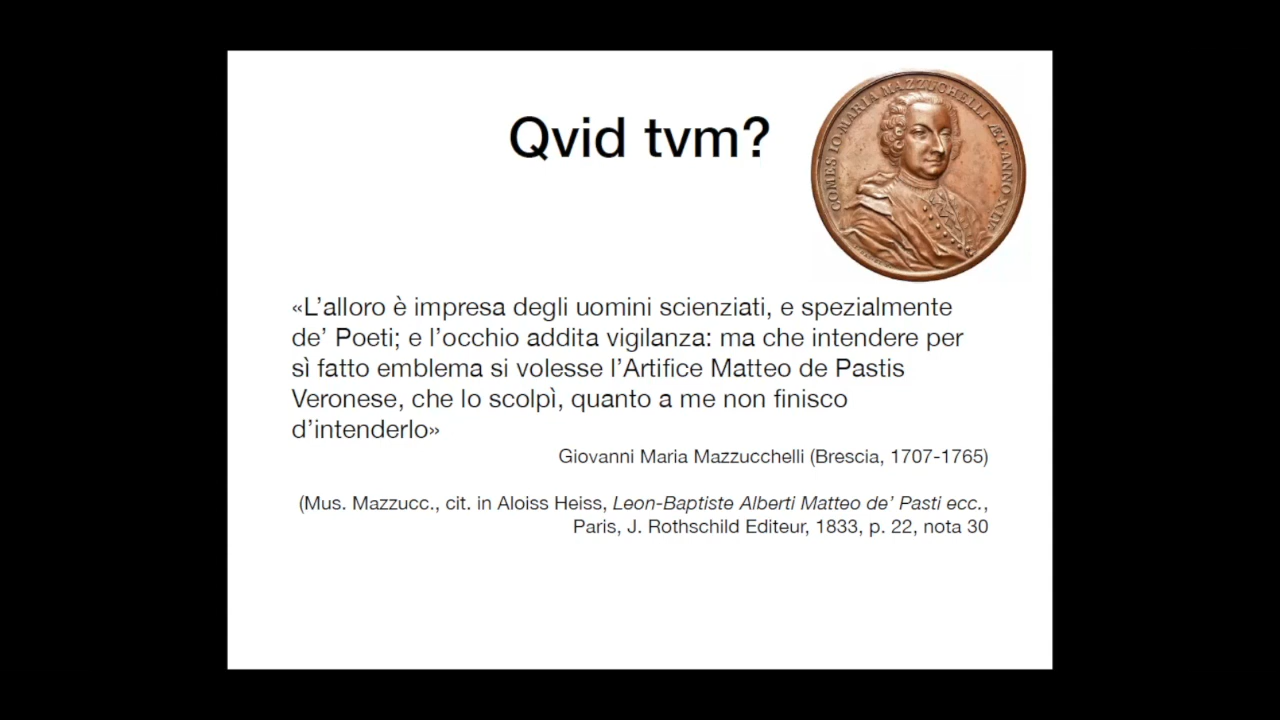 Qvid tvm?
COMES IO·MARIA MAZZUCHELLI ÆT·ANNO XLV
«L’alloro è impresa degli uomini scienziati, e spezialmente
de’ Poeti; e l’occhio addita vigilanza: ma che intendere per
sì fatto emblema si volesse l’Artifice Matteo de Pastis
Veronese, che lo scolpì, quanto a me non finisco
d’intenderlo»
Giovanni Maria Mazzucchelli (Brescia, 1707-1765)
(Mus. Mazzucc., cit. in Aloiss Heiss, Leon-Baptiste Alberti Matteo de’ Pasti ecc.,
Paris, J. Rothschild Editeur, 1833, p. 22, nota 30